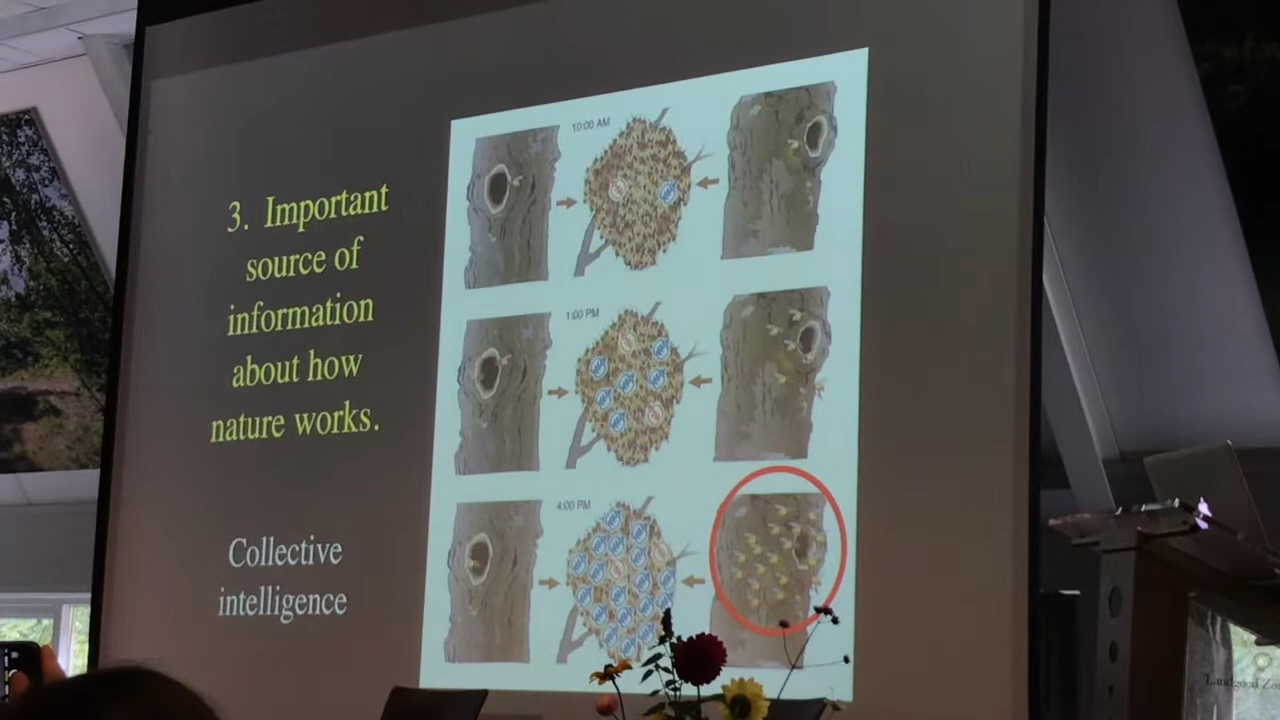 3. Important
source of
information
about how
nature works.
Collective
intelligence
10:00 AM
1:00 PM
4:00 PM
Landgoed